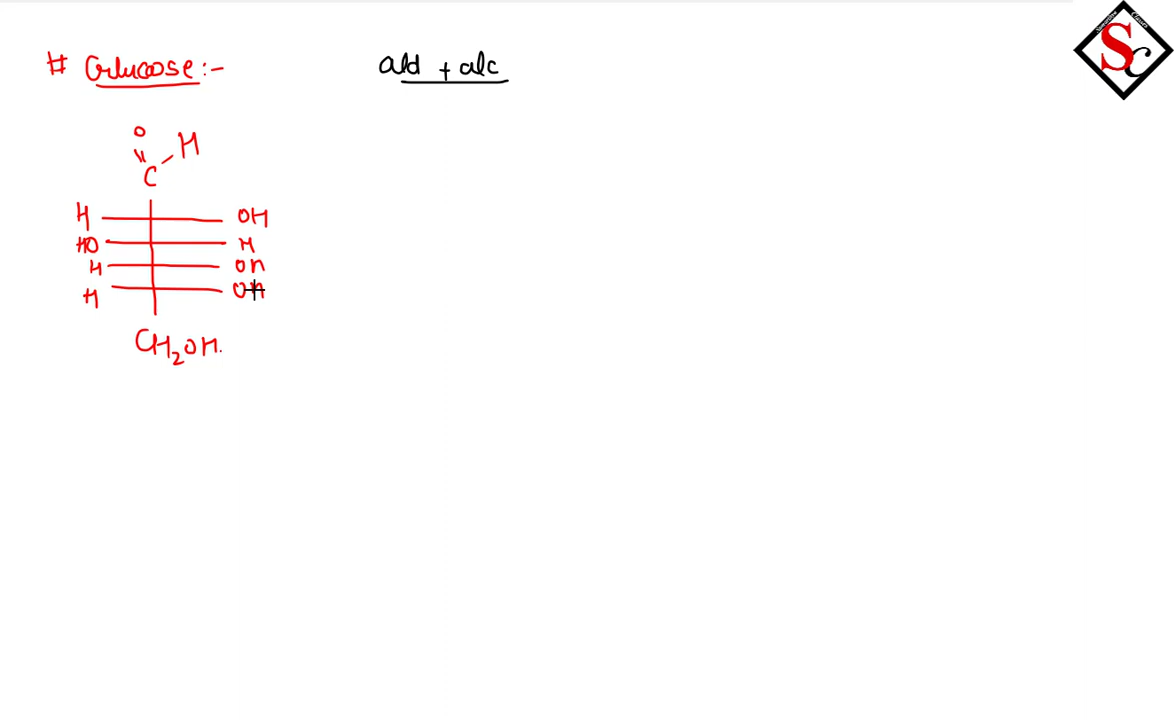 # Glucose :-
ald + alc
O
C - H
H OH
HO H
H OH
H OH
CH2OH.
SC